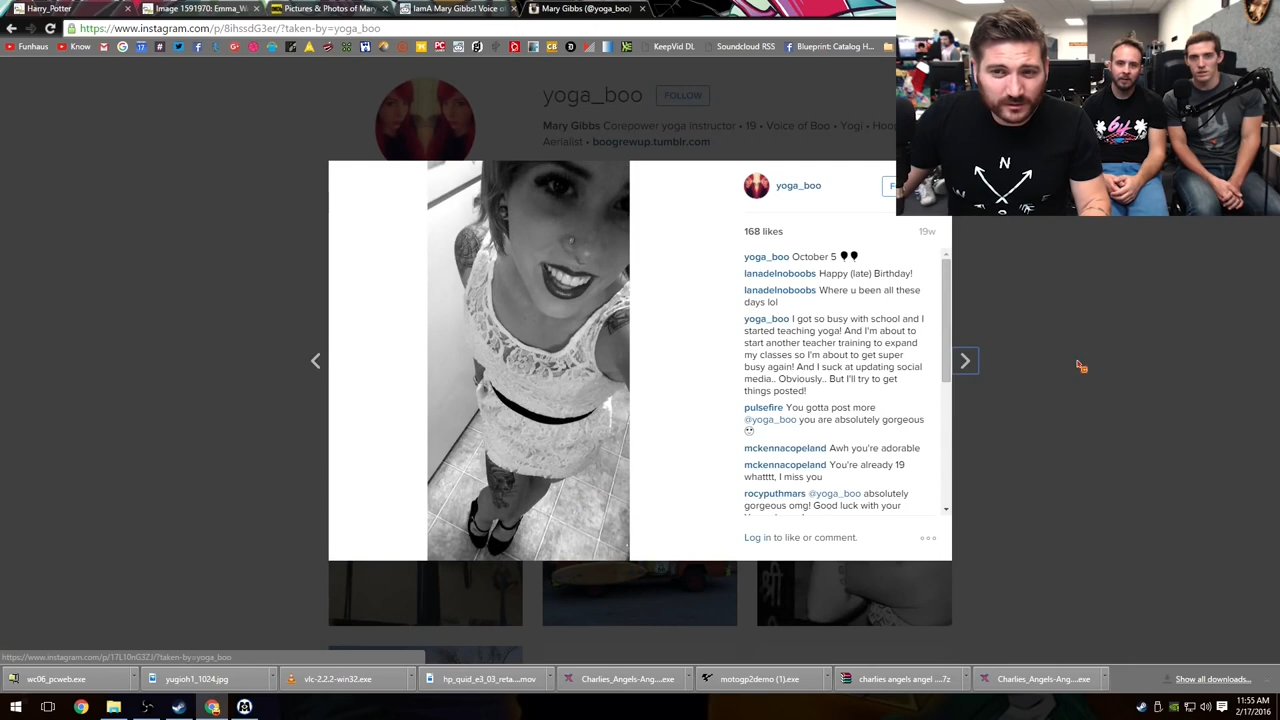 Harry_Potter_
Image 1591970: Emma_W
Pictures & Photos of Mary
IamA Mary Gibbs! Voice o
Mary Gibbs (@yoga_boo)
https://www.instagram.com/p/8ihssdG3er/?taken-by=yoga_boo
Funhaus
Know
KeepVid DL
Soundcloud RSS
Blueprint: Catalog H...
yoga_boo
FOLLOW
Mary Gibbs Corepower yoga instructor • 19 • Voice of Boo • Yogi • Hoop
Aerialist • boogrewup.tumblr.com
yoga_boo
F
168 likes
19w
yoga_boo October 5
lanadelnoboobs Happy (late) Birthday!
lanadelnoboobs Where u been all these
days lol
yoga_boo I got so busy with school and I
started teaching yoga! And I'm about to
start another teacher training to expand
my classes so I'm about to get super
busy again! And I suck at updating social
media.. Obviously.. But I'll try to get
things posted!
pulsefire You gotta post more
@yoga_boo you are absolutely gorgeous
mckennacopeland Awh you're adorable
mckennacopeland You're already 19
whatttt, I miss you
rocyputhmars @yoga_boo absolutely
gorgeous omg! Good luck with your
Log in to like or comment.
N
https://www.instagram.com/p/17L10nG3ZJ/?taken-by=yoga_boo
wc06_pcweb.exe
yugioh1_1024.jpg
vlc-2.2.2-win32.exe
hp_quid_e3_03_reta....mov
Charlies_Angels-Ang....exe
motogp2demo (1).exe
charlies angels angel ....7z
Charlies_Angels-Ang....exe
Show all downloads...
11:55 AM
2/17/2016